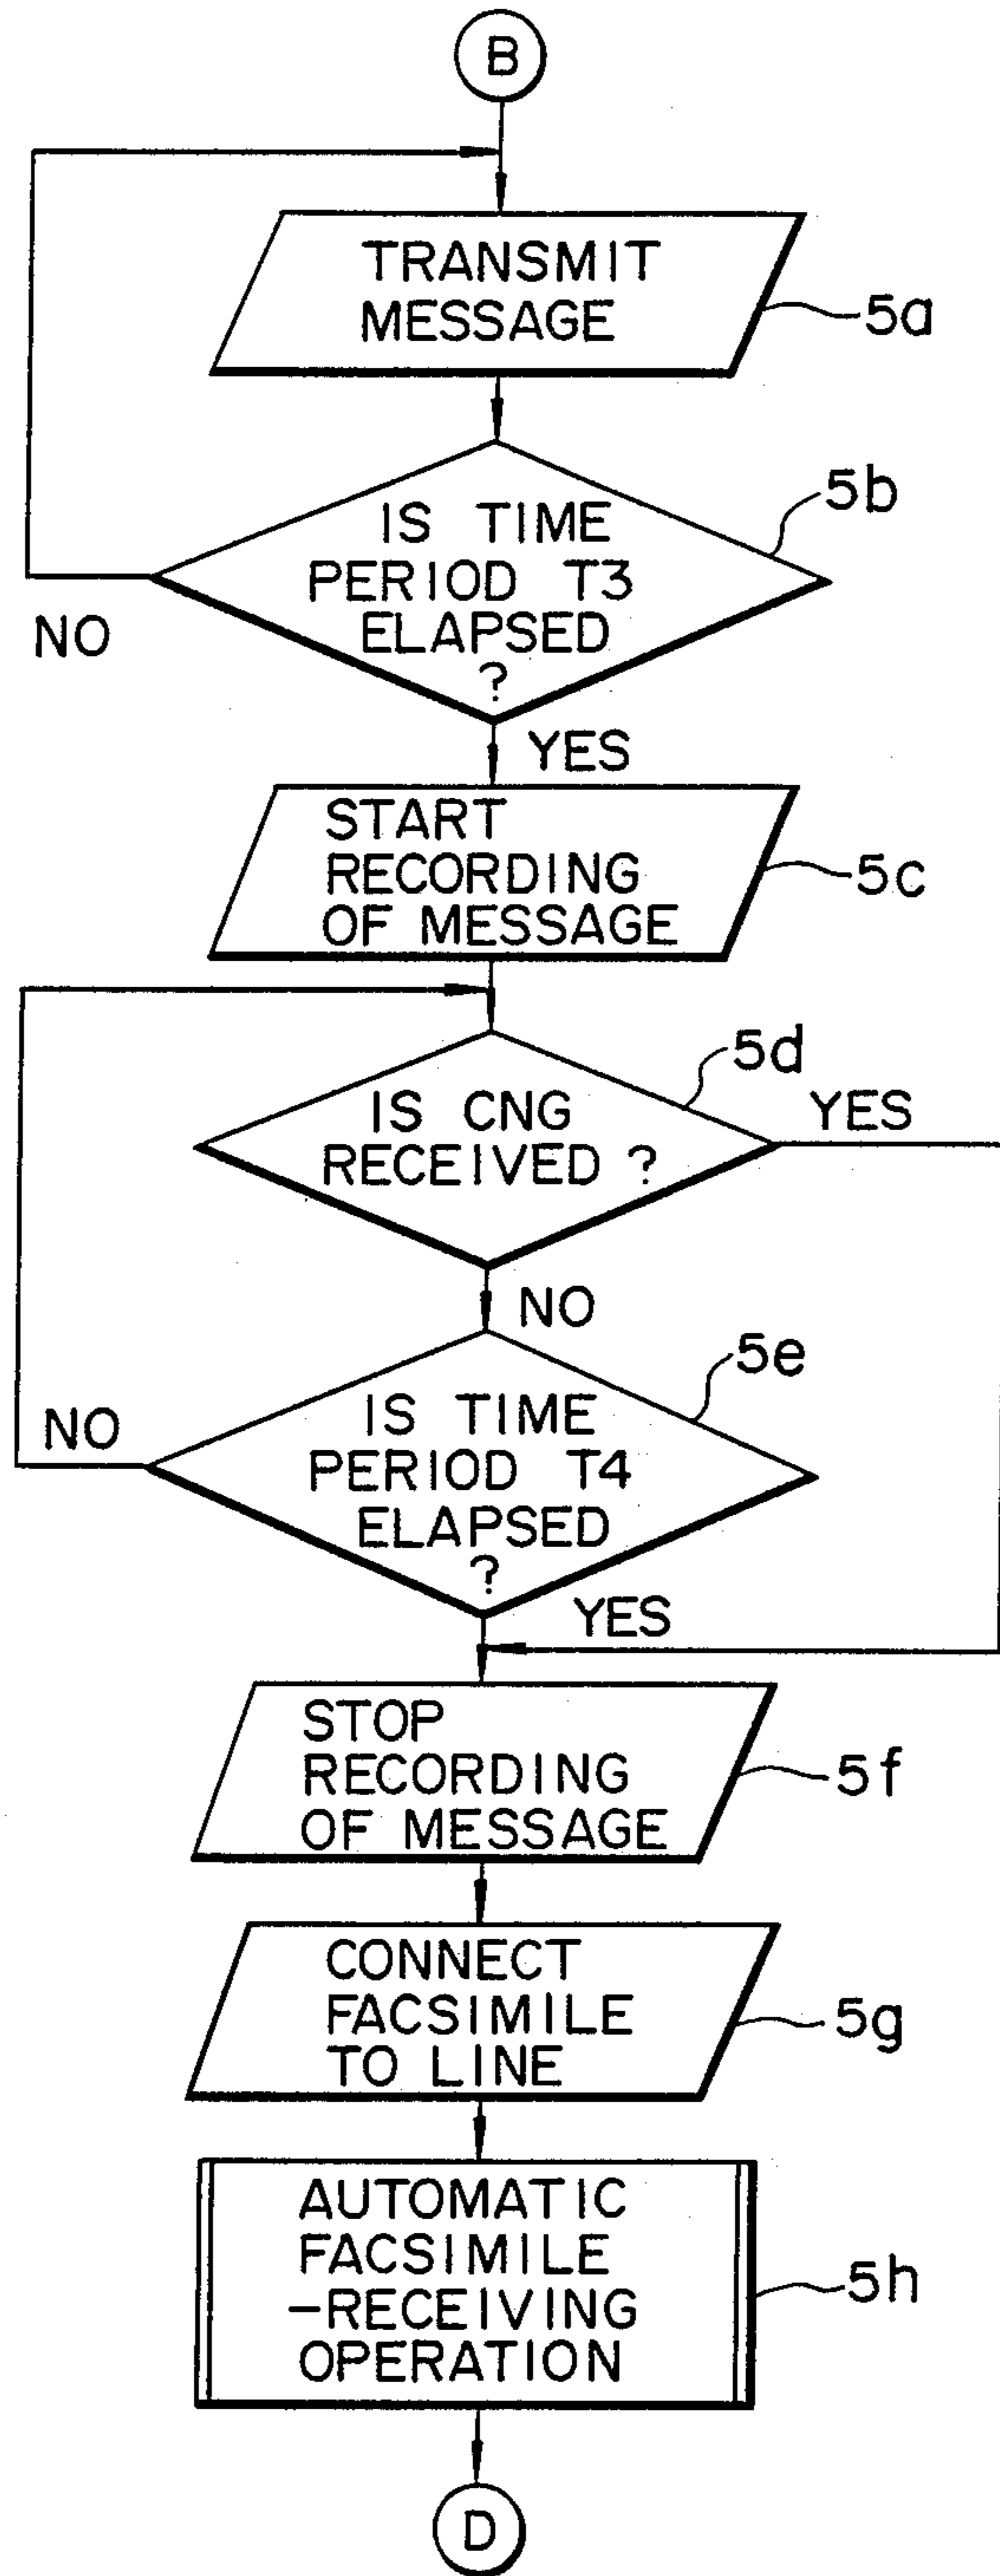 B
TRANSMIT
MESSAGE
5a
IS TIME
PERIOD T3
ELAPSED
?
5b
NO
YES
START
RECORDING
OF MESSAGE
5c
IS CNG
RECEIVED ?
5d
YES
NO
IS TIME
PERIOD T4
ELAPSED
?
5e
NO
YES
STOP
RECORDING
OF MESSAGE
5f
CONNECT
FACSIMILE
TO LINE
5g
AUTOMATIC
FACSIMILE
-RECEIVING
OPERATION
5h
D